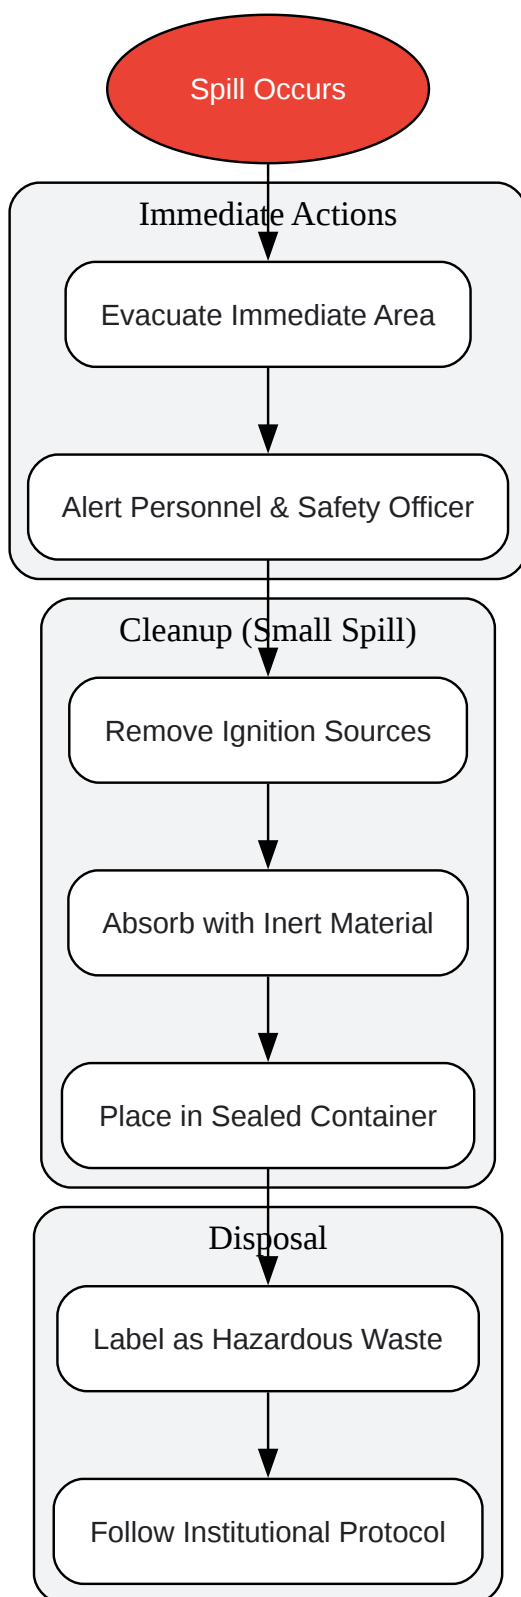 Spill Occurs
Immediate Actions
Evacuate Immediate Area
Alert Personnel & Safety Officer
Cleanup (Small Spill)
Remove Ignition Sources
Absorb with Inert Material
Place in Sealed Container
Disposal
Label as Hazardous Waste
Follow Institutional Protocol